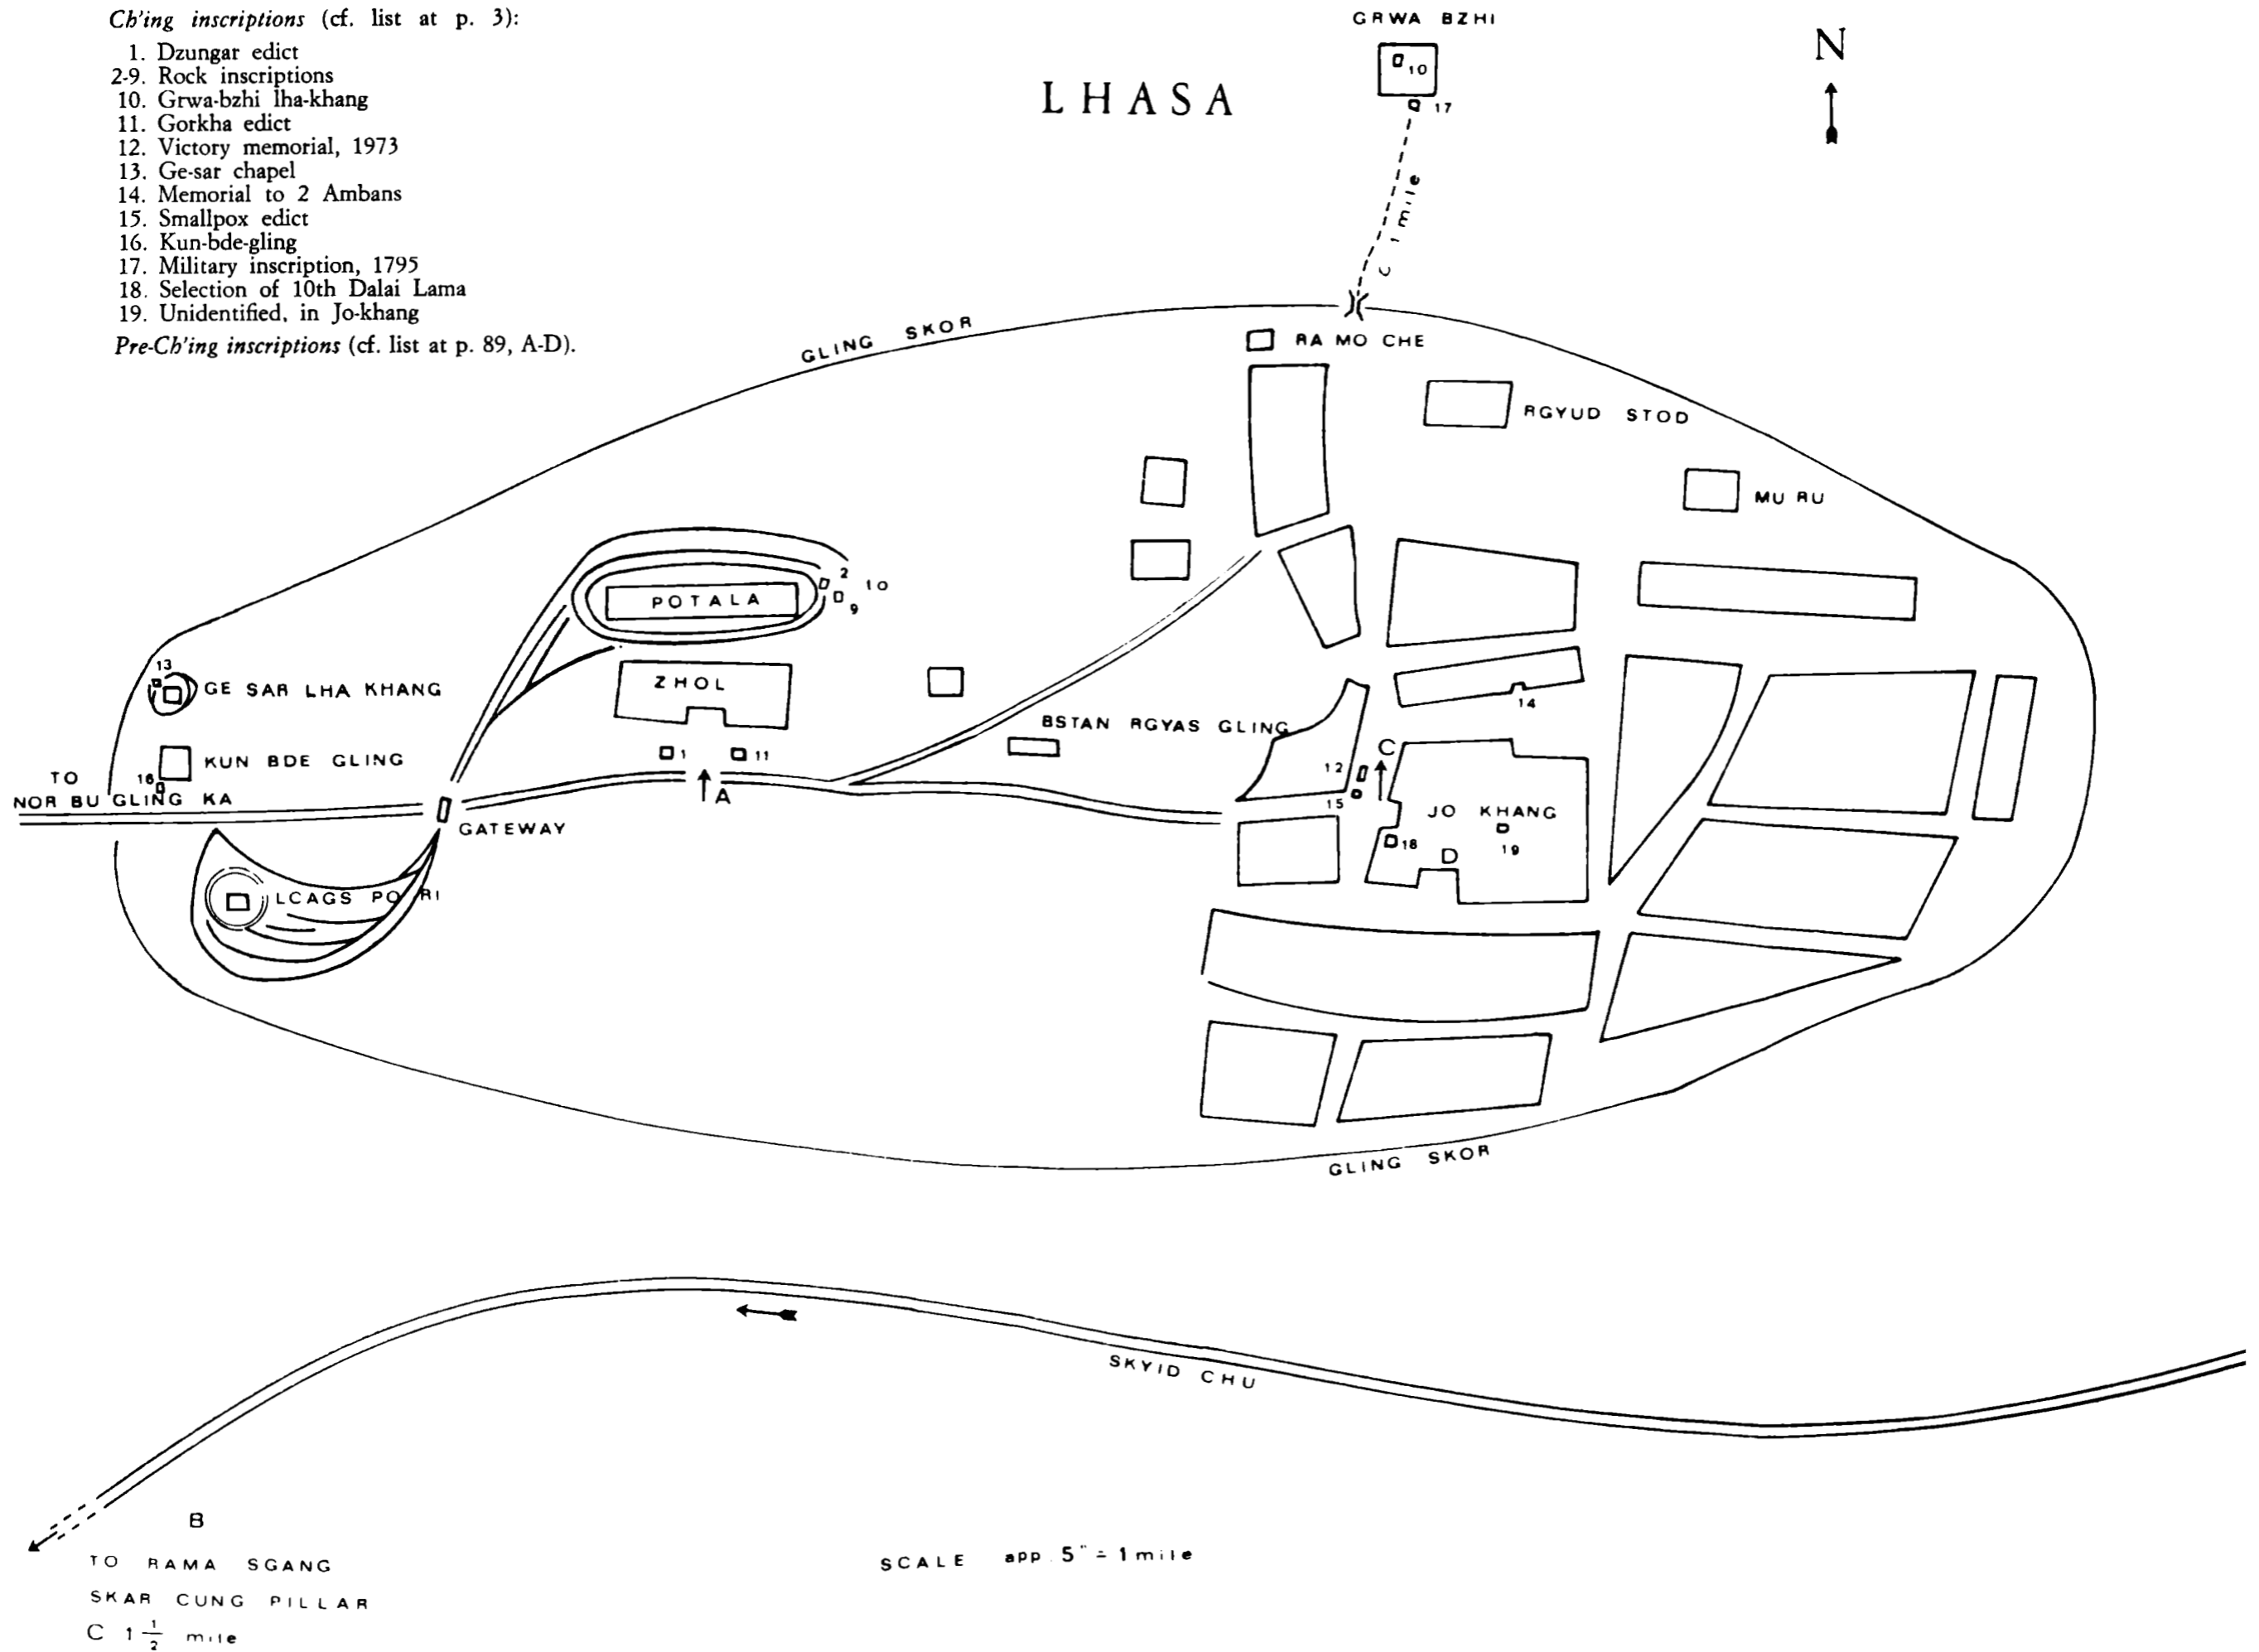 Ch'ing inscriptions (cf. list at p. 3):
1. Dzungar edict
2-9. Rock inscriptions
10. Grwa-bzhi lha-khang
11. Gorkha edict
12. Victory memorial, 1973
13. Ge-sar chapel
14. Memorial to 2 Ambans
15. Smallpox edict
16. Kun-bde-gling
17. Military inscription, 1795
18. Selection of 10th Dalai Lama
19. Unidentified, in Jo-khang
Pre-Ch'ing inscriptions (cf. list at p. 89, A-D).
GRWA BZHI
10
17
LHASA
N
C 1 mile
GLING SKOR
RA MO CHE
RGYUD STOD
MU RU
POTALA
2
10
9
13
GE SAR LHA KHANG
ZHOL
14
BSTAN RGYAS GLING
KUN BDE GLING
16
1
11
A
C
12
15
TO
NOR BU GLING KA
GATEWAY
JO KHANG
18
D
19
LCAGS PO RI
GLING SKOR
SKYID CHU
B
TO RAMA SGANG
SKAR CUNG PILLAR
C 1 1/2 mile
SCALE app. 5" = 1 mile